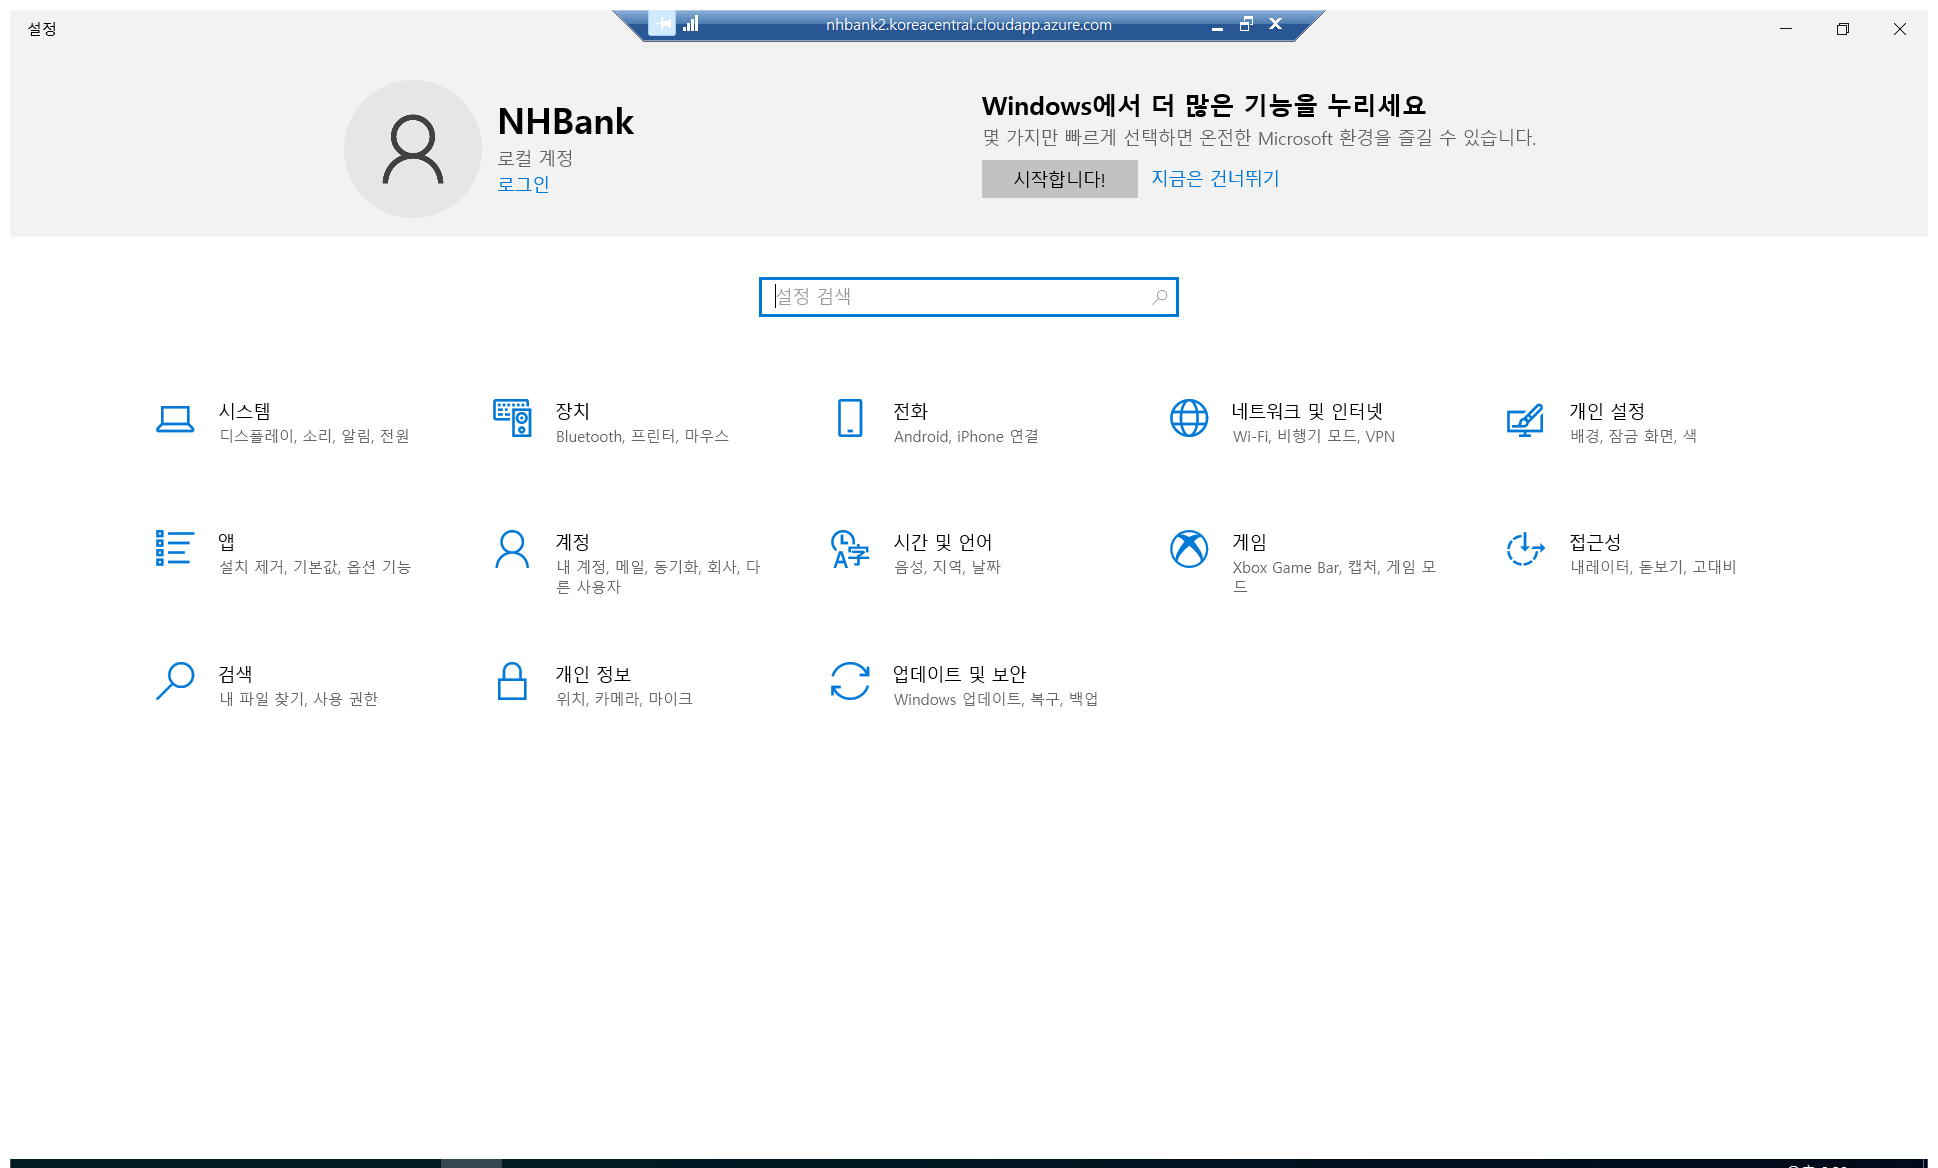 설정
nhbank2.koreacentral.cloudapp.azure.com
NHBank
로컬 계정
로그인
Windows에서 더 많은 기능을 누리세요
몇 가지만 빠르게 선택하면 온전한 Microsoft 환경을 즐길 수 있습니다.
시작합니다!
지금은 건너뛰기
설정 검색
시스템
디스플레이, 소리, 알림, 전원
장치
Bluetooth, 프린터, 마우스
전화
Android, iPhone 연결
네트워크 및 인터넷
Wi-Fi, 비행기 모드, VPN
개인 설정
배경, 잠금 화면, 색
앱
설치 제거, 기본값, 옵션 기능
계정
내 계정, 메일, 동기화, 회사, 다
른 사용자
시간 및 언어
음성, 지역, 날짜
게임
Xbox Game Bar, 캡처, 게임 모
드
접근성
내레이터, 돋보기, 고대비
검색
내 파일 찾기, 사용 권한
개인 정보
위치, 카메라, 마이크
업데이트 및 보안
Windows 업데이트, 복구, 백업